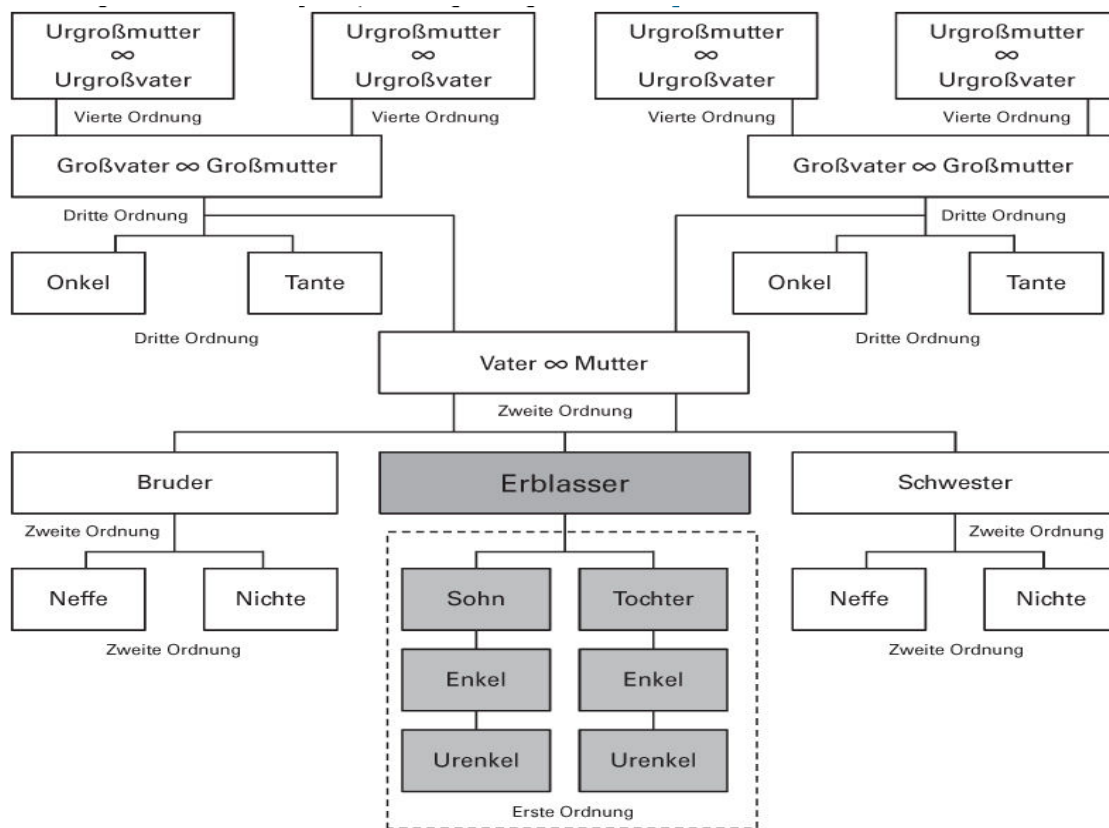 Urgroßmutter Urgroßmutter Urgroßmutter Urgroßmutter
∞ ∞ ∞ ∞
Urgroßvater Urgroßvater Urgroßvater Urgroßvater
Vierte Ordnung Vierte Ordnung Vierte Ordnung Vierte Ordnung
Großvater ∞ Großmutter Großvater ∞ Großmutter
Dritte Ordnung Dritte Ordnung
Onkel Tante Onkel Tante
Dritte Ordnung Dritte Ordnung
Vater ∞ Mutter
Zweite Ordnung
Bruder Erblasser Schwester
Zweite Ordnung Zweite Ordnung
Neffe Nichte Sohn Tochter Neffe Nichte
Zweite Ordnung Zweite Ordnung
Enkel Enkel
Urenkel Urenkel
Erste Ordnung